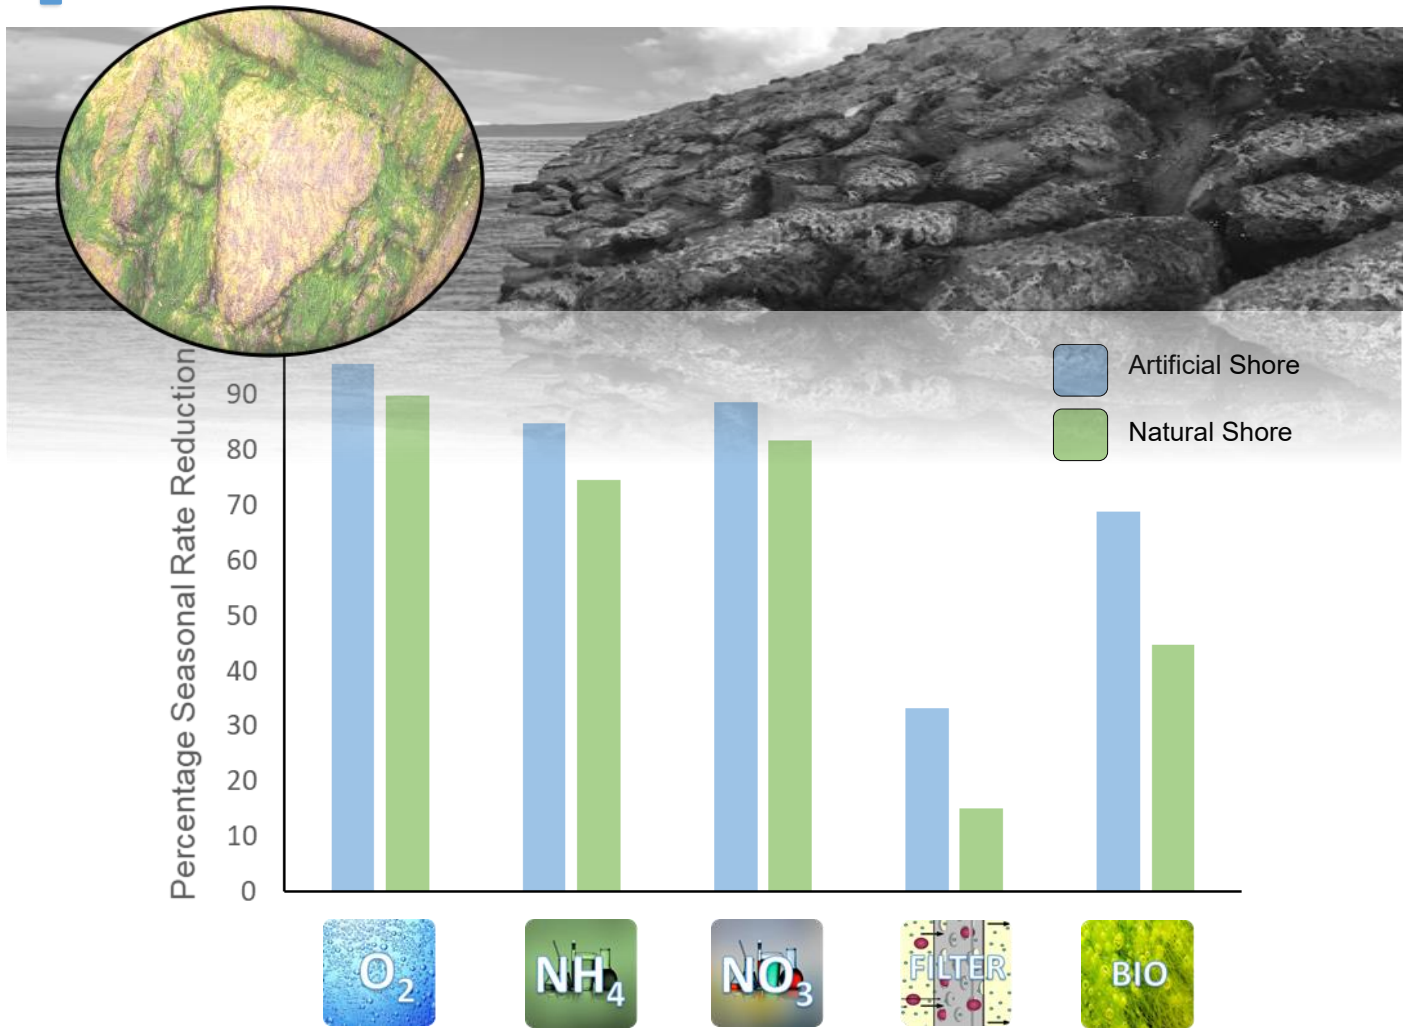 Percentage Seasonal Rate Reduction
90
80
70
60
50
40
30
20
10
0
Artificial Shore
Natural Shore
O₂
NH₄
NO₃
FILTER
BIO